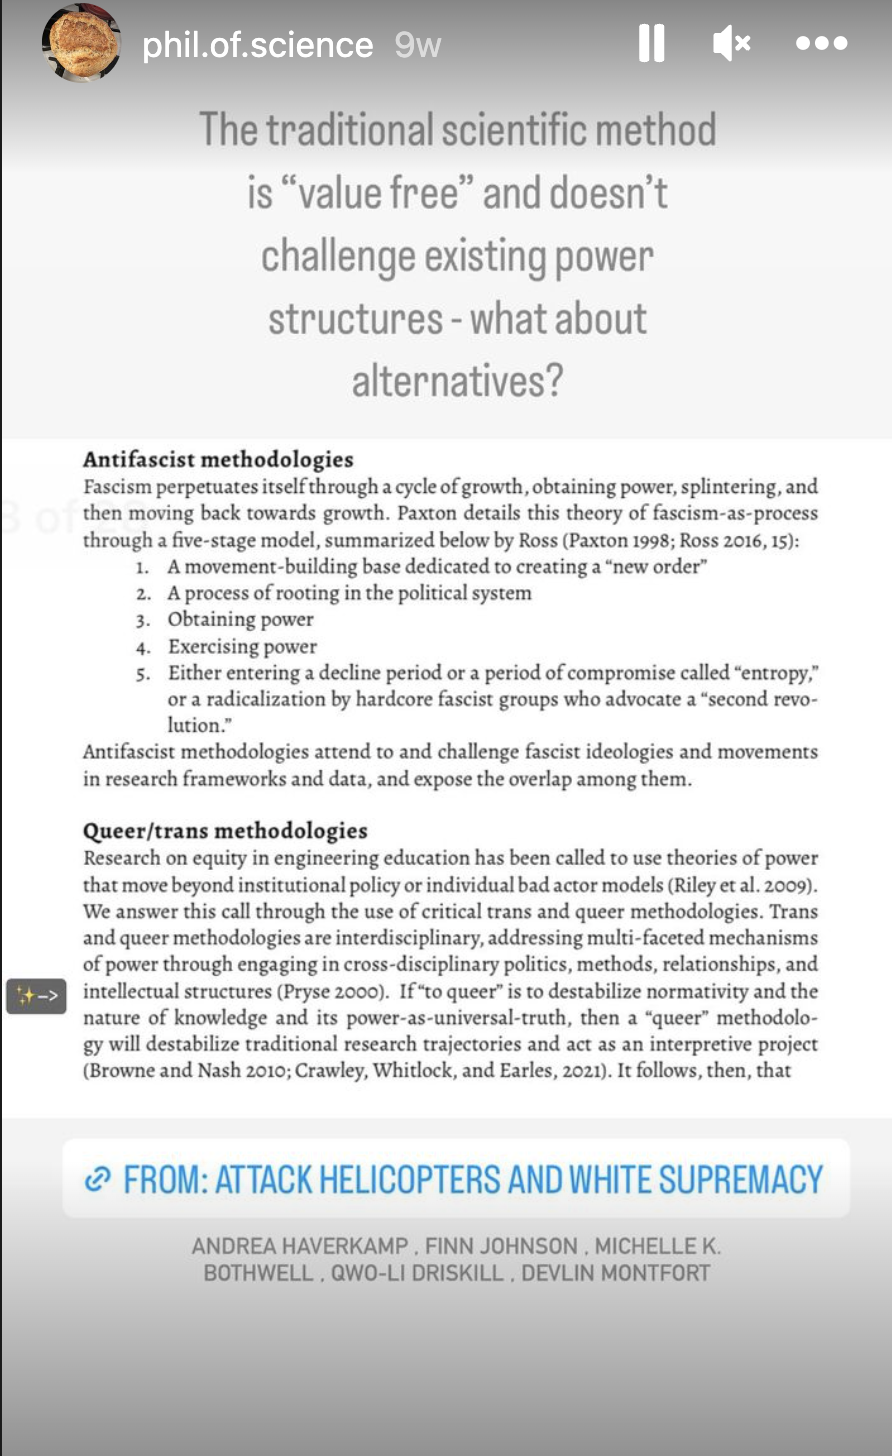 phil.of.science 9w
The traditional scientific method
is “value free” and doesn’t
challenge existing power
structures - what about
alternatives?
Antifascist methodologies
Fascism perpetuates itself through a cycle of growth, obtaining power, splintering, and
then moving back towards growth. Paxton details this theory of fascism-as-process
through a five-stage model, summarized below by Ross (Paxton 1998; Ross 2016, 15):
1. A movement-building base dedicated to creating a “new order”
2. A process of rooting in the political system
3. Obtaining power
4. Exercising power
5. Either entering a decline period or a period of compromise called “entropy,”
or a radicalization by hardcore fascist groups who advocate a “second revo-
lution.”
Antifascist methodologies attend to and challenge fascist ideologies and movements
in research frameworks and data, and expose the overlap among them.
Queer/trans methodologies
Research on equity in engineering education has been called to use theories of power
that move beyond institutional policy or individual bad actor models (Riley et al. 2009).
We answer this call through the use of critical trans and queer methodologies. Trans
and queer methodologies are interdisciplinary, addressing multi-faceted mechanisms
of power through engaging in cross-disciplinary politics, methods, relationships, and
✨–> intellectual structures (Pryse 2000). If “to queer” is to destabilize normativity and the
nature of knowledge and its power-as-universal-truth, then a “queer” methodolo-
gy will destabilize traditional research trajectories and act as an interpretive project
(Browne and Nash 2010; Crawley, Whitlock, and Earles, 2021). It follows, then, that
FROM: ATTACK HELICOPTERS AND WHITE SUPREMACY
ANDREA HAVERKAMP , FINN JOHNSON , MICHELLE K.
BOTHWELL , QWO-LI DRISKILL , DEVLIN MONTFORT